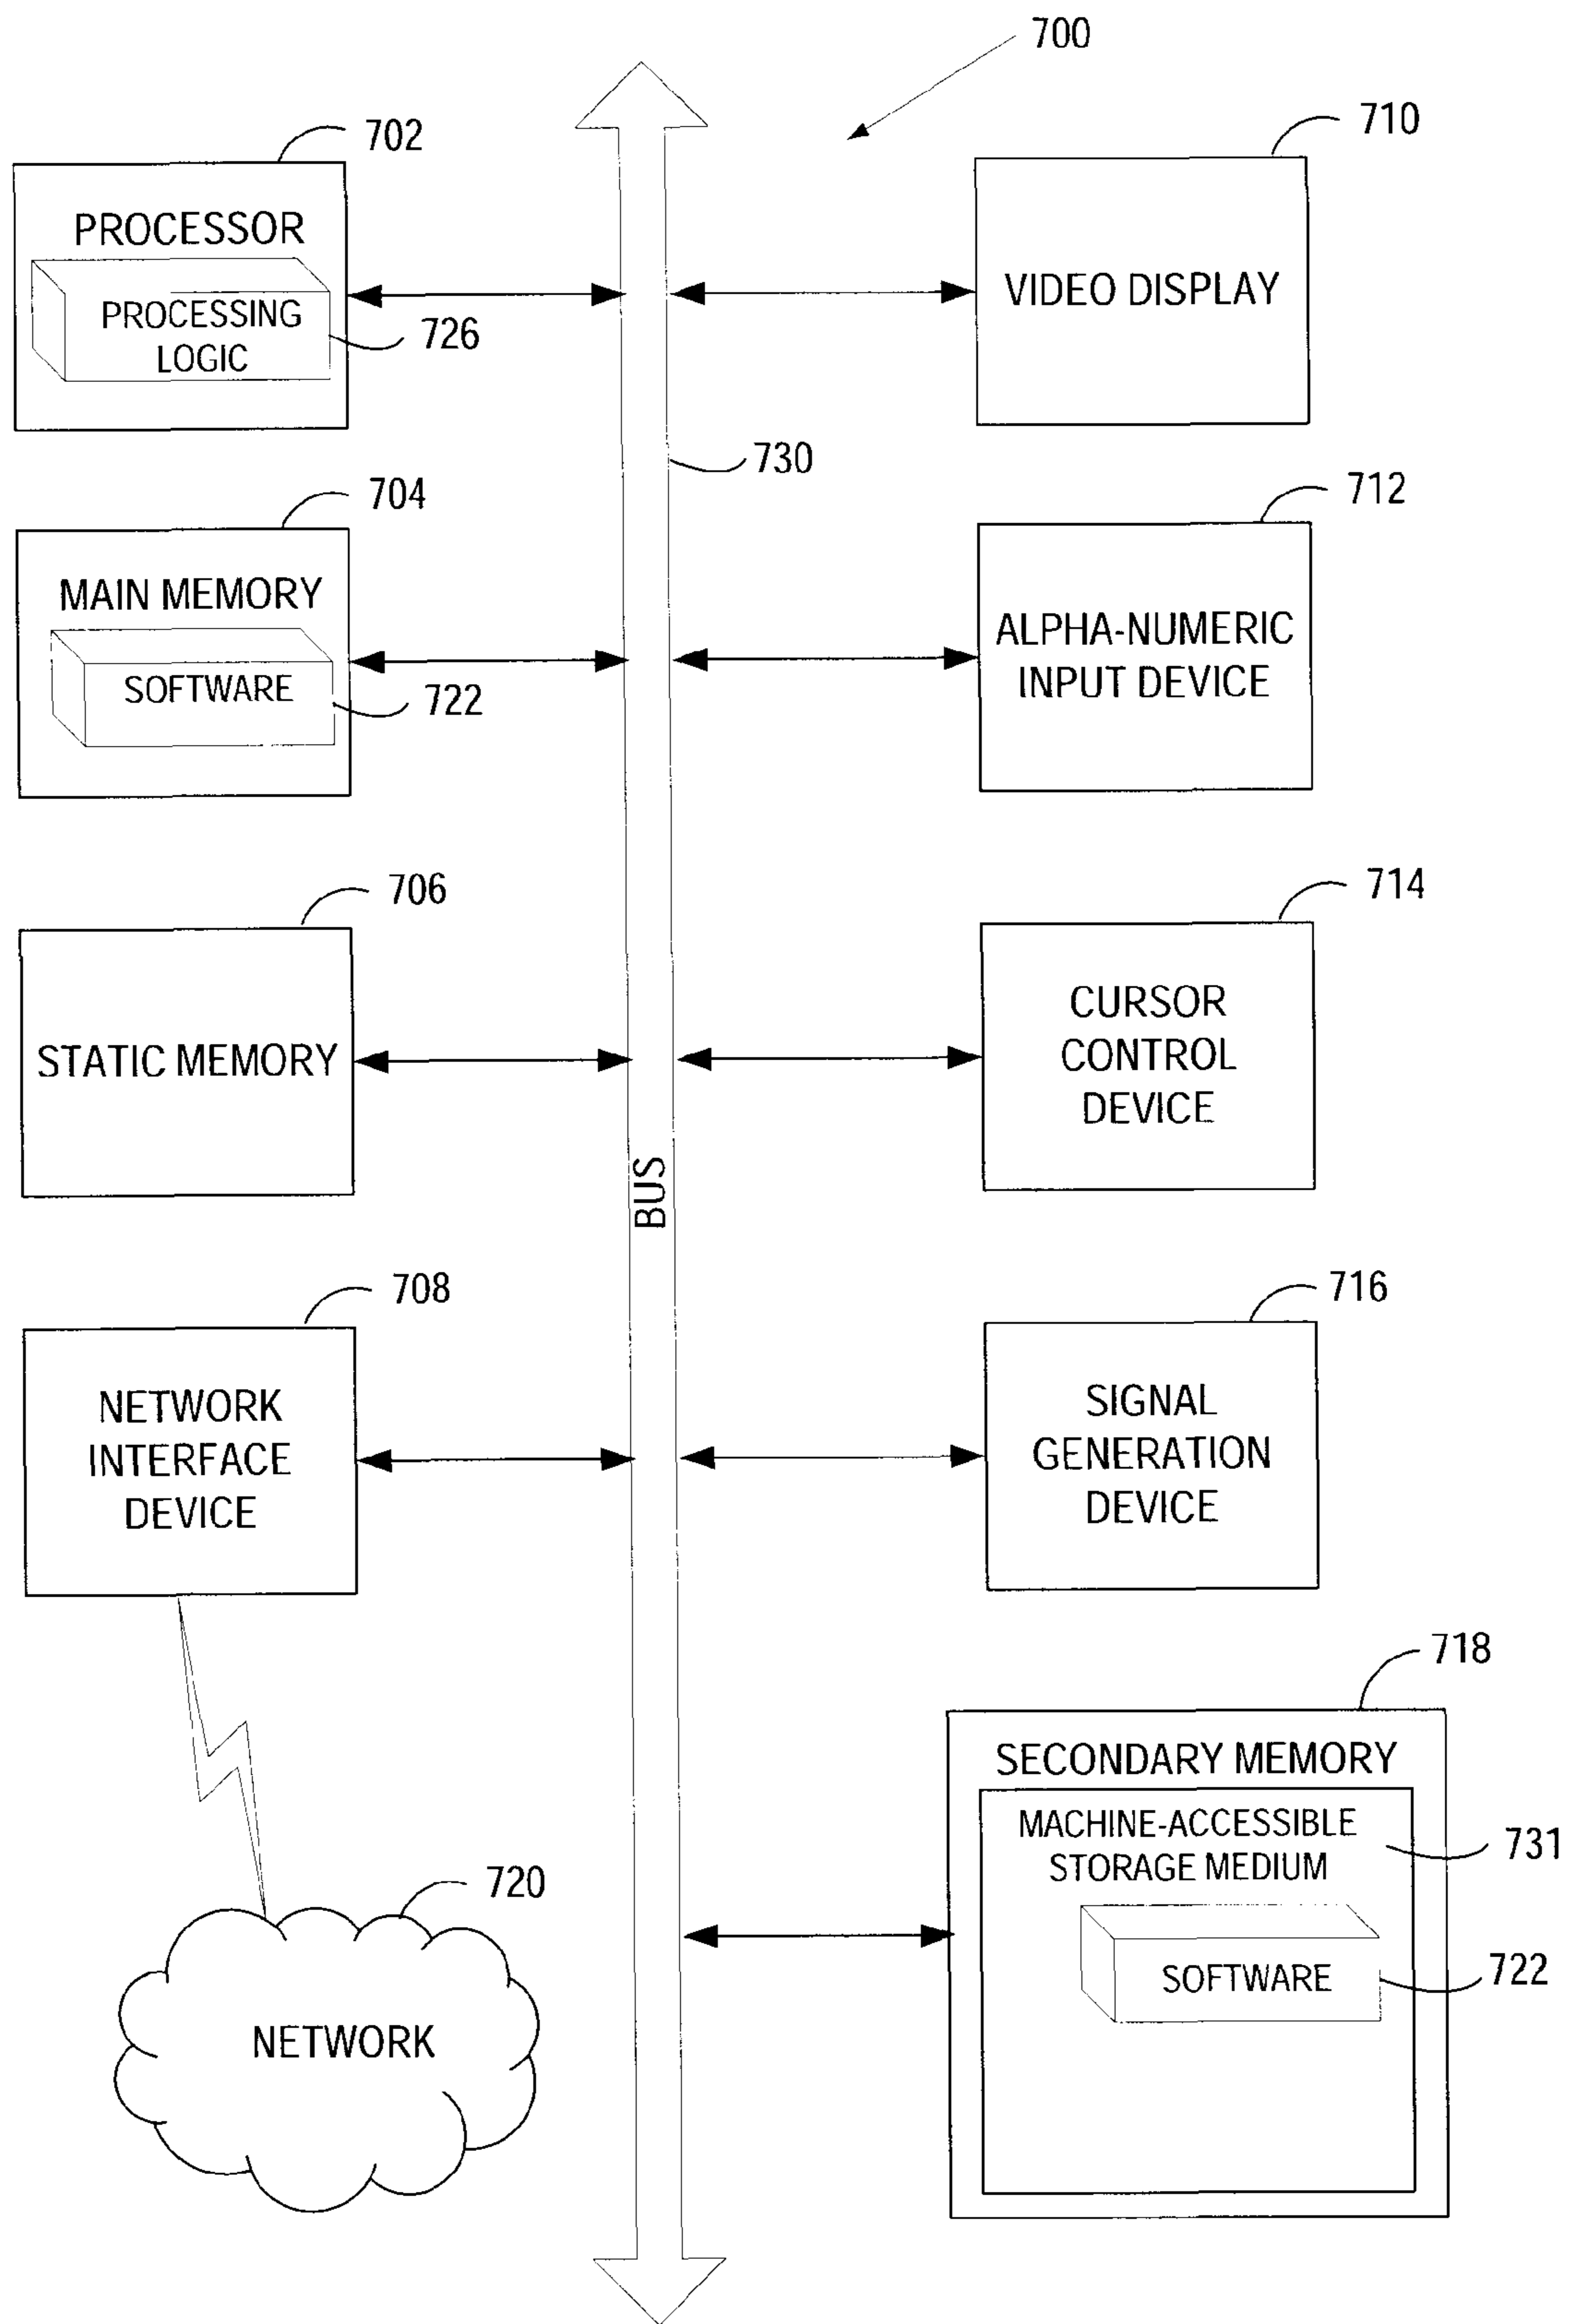 700
702
PROCESSOR
PROCESSING
LOGIC
726
710
VIDEO DISPLAY
730
704
MAIN MEMORY
SOFTWARE
722
712
ALPHA-NUMERIC
INPUT DEVICE
706
STATIC MEMORY
714
CURSOR
CONTROL
DEVICE
BUS
708
NETWORK
INTERFACE
DEVICE
716
SIGNAL
GENERATION
DEVICE
718
SECONDARY MEMORY
MACHINE-ACCESSIBLE
STORAGE MEDIUM
731
SOFTWARE
722
720
NETWORK